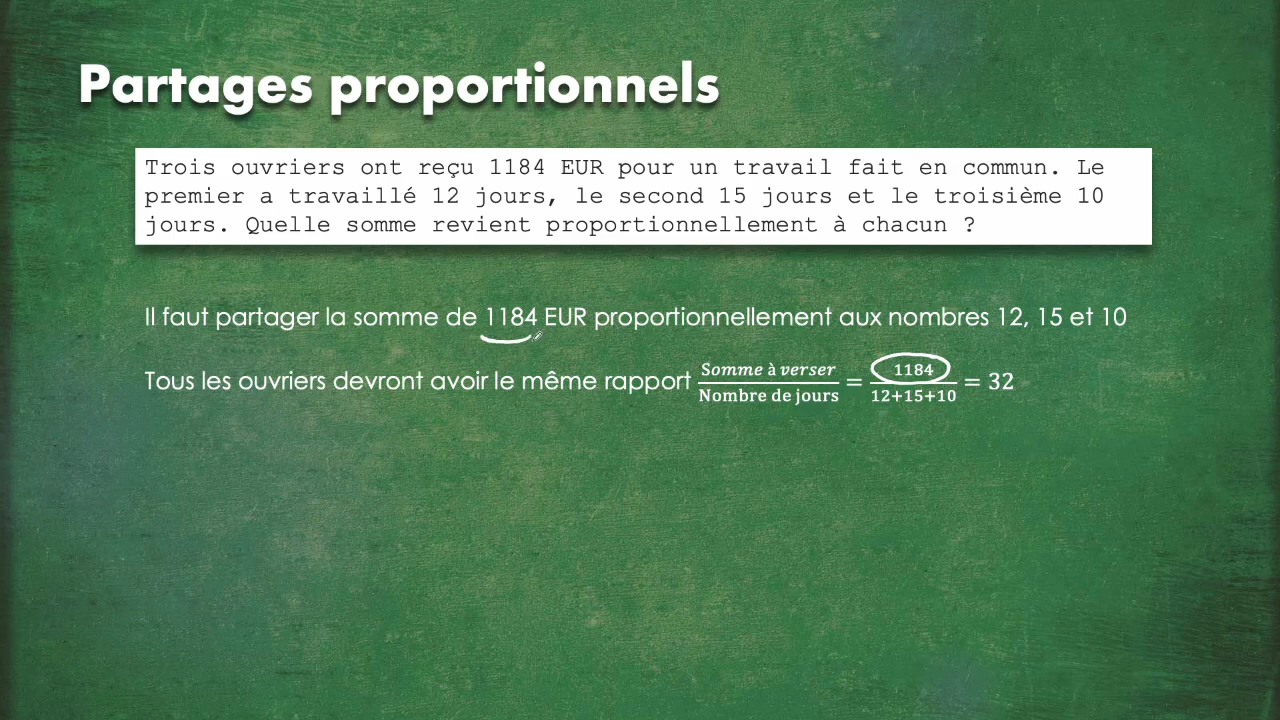 Partages proportionnels
Trois ouvriers ont reçu 1184 EUR pour un travail fait en commun. Le
premier a travaillé 12 jours, le second 15 jours et le troisième 10
jours. Quelle somme revient proportionnellement à chacun ?
Il faut partager la somme de 1184 EUR proportionnellement aux nombres 12, 15 et 10
Tous les ouvriers devront avoir le même rapport Somme à verser / Nombre de jours = 1184 / 12+15+10 = 32